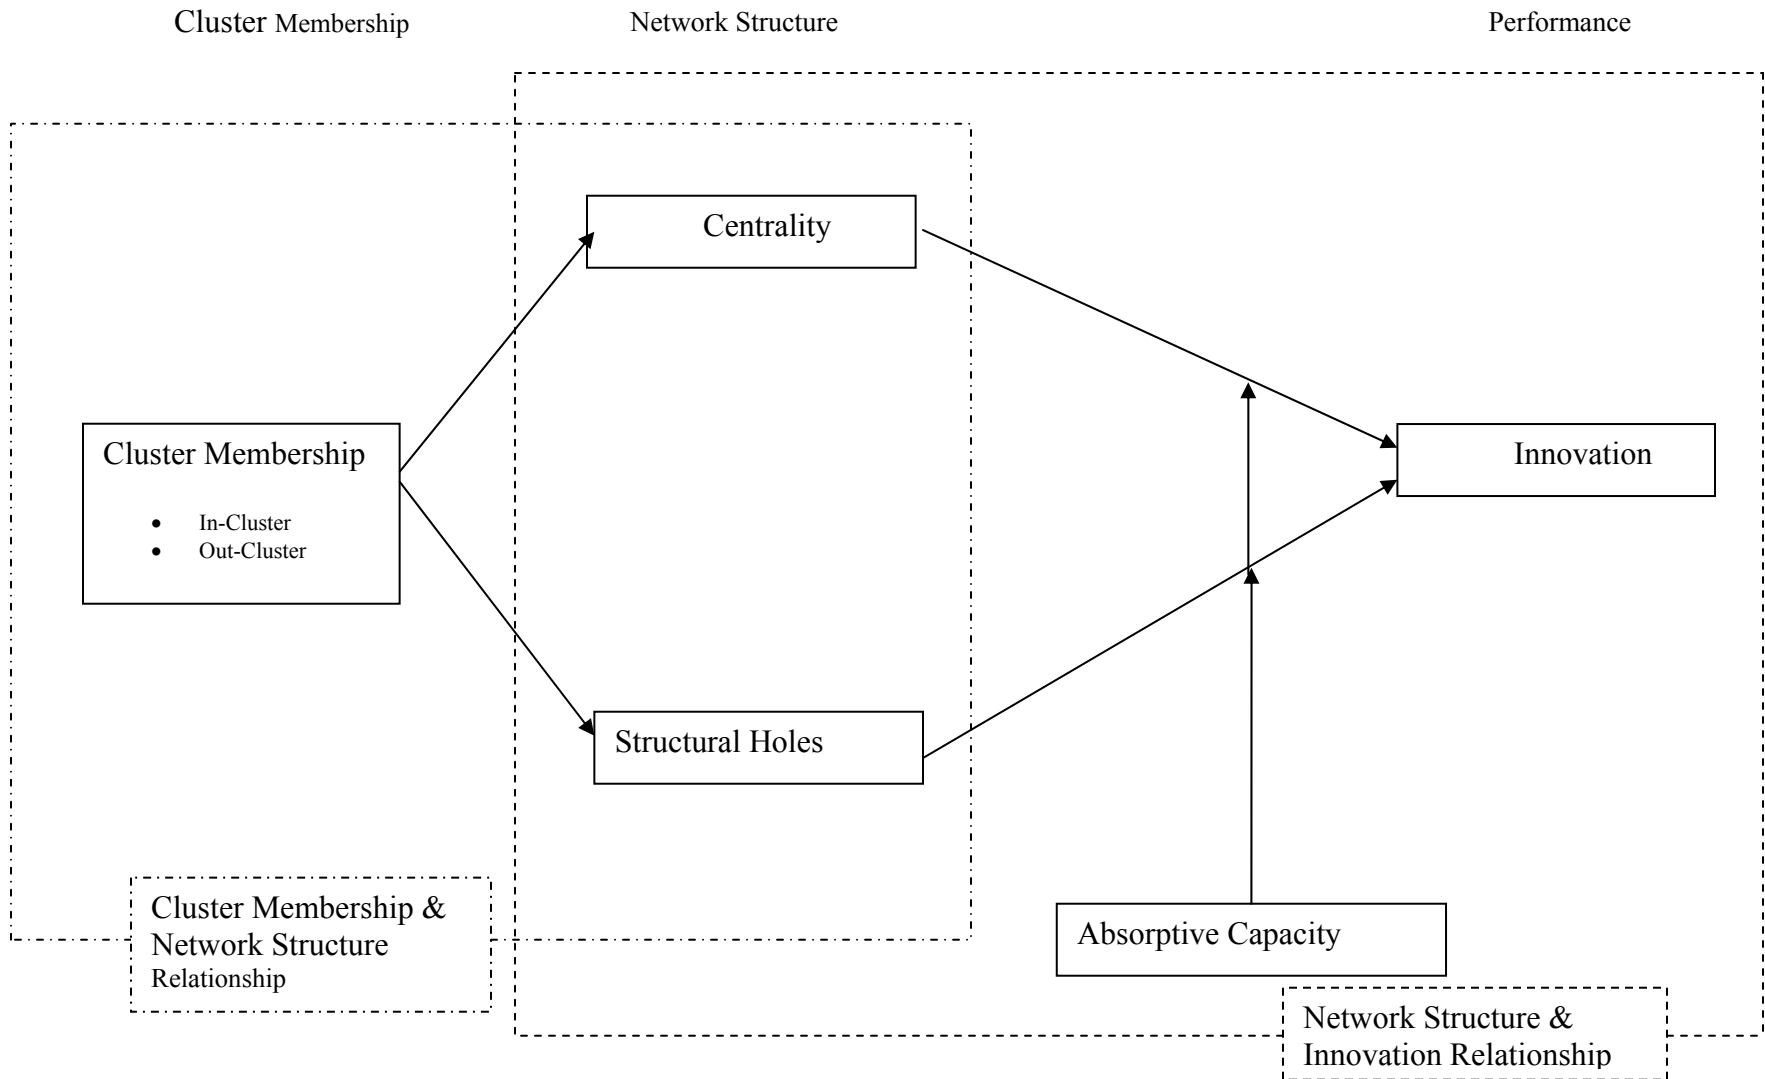 Cluster Membership
Network Structure
Performance
Centrality
Cluster Membership
• In-Cluster
• Out-Cluster
Innovation
Structural Holes
Cluster Membership &
Network Structure
Relationship
Absorptive Capacity
Network Structure &
Innovation Relationship